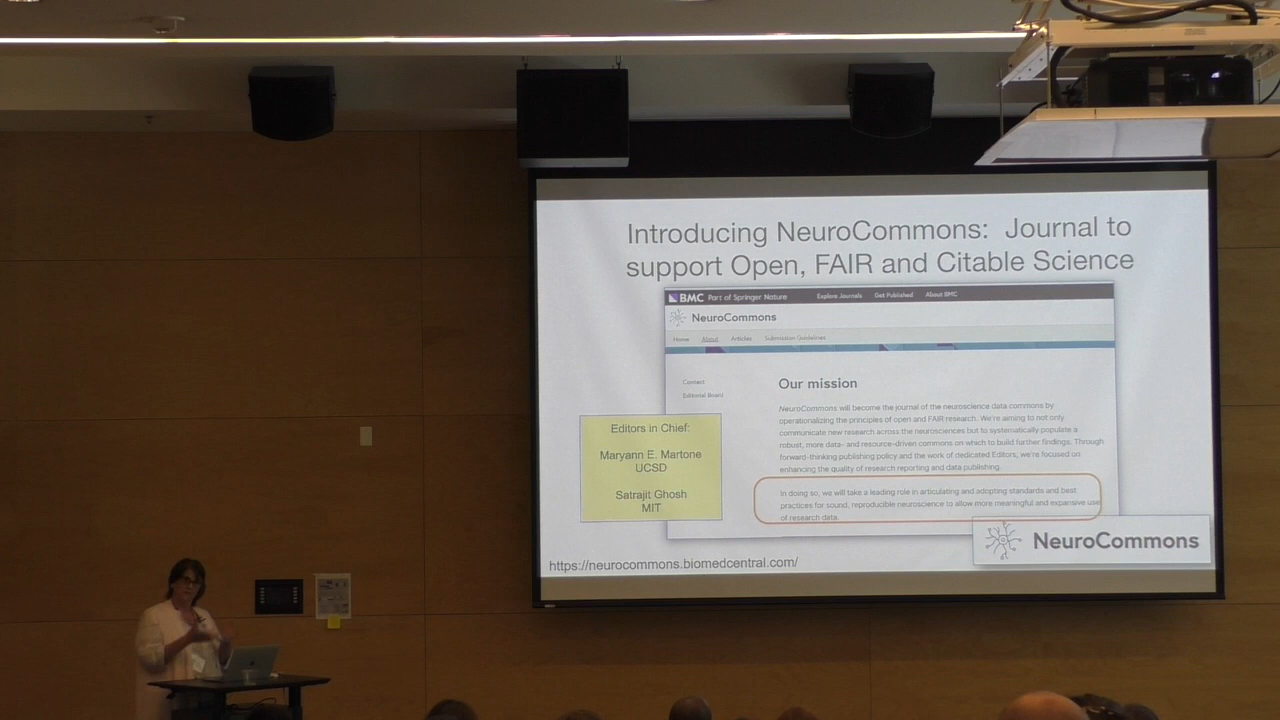 Introducing NeuroCommons: Journal to
support Open, FAIR and Citable Science
BMC Part of Springer Nature
Explore Journals Get Published About BMC
NeuroCommons
Home About Articles Submission Guidelines
Contact
Editorial Board
Our mission
NeuroCommons will become the journal of the neuroscience data commons by
operationalizing the principles of open and FAIR research. We're aiming to not only
communicate new research across the neurosciences but to systematically populate a
robust, more data- and resource-driven commons on which to build further findings. Through
forward-thinking publishing policy and the work of dedicated Editors, we're focused on
enhancing the quality of research reporting and data publishing.
In doing so, we will take a leading role in articulating and adopting standards and best
practices for sound, reproducible neuroscience to allow more meaningful and expansive use
of research data.
Editors in Chief:
Maryann E. Martone
UCSD
Satrajit Ghosh
MIT
NeuroCommons
https://neurocommons.biomedcentral.com/